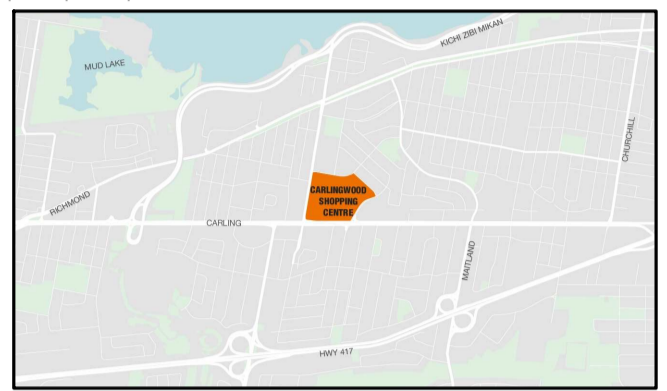 KICHI ZIBI MIKAN
MUD LAKE
CHURCHILL
RICHMOND
CARLINGWOOD
SHOPPING
CENTRE
CARLING
MAITLAND
HWY 417